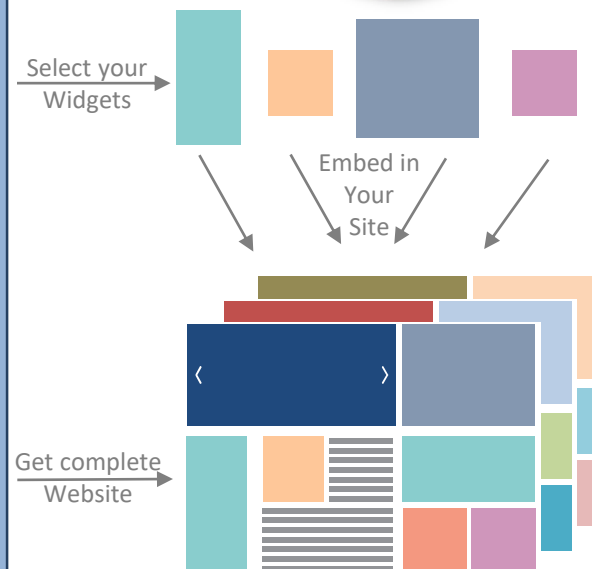 Select your
Widgets
Embed in
Your
Site
Get complete
Website